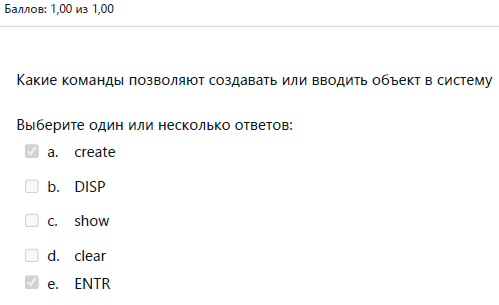 Баллов: 1,00 из 1,00
Какие команды позволяют создавать или вводить объект в систему
Выберите один или несколько ответов:
a. create
b. DISP
c. show
d. clear
e. ENTR